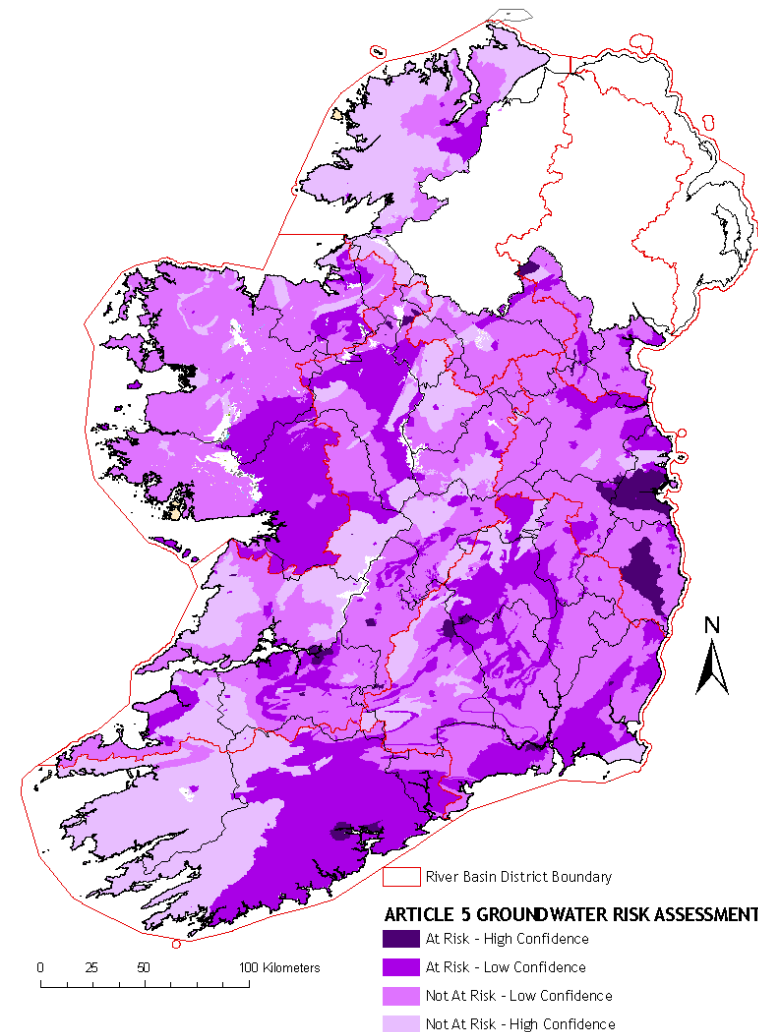 N
River Basin District Boundary
ARTICLE 5 GROUNDWATER RISK ASSESSMENT
At Risk - High Confidence
At Risk - Low Confidence
Not At Risk - Low Confidence
Not At Risk - High Confidence
0 25 50 100 Kilometers